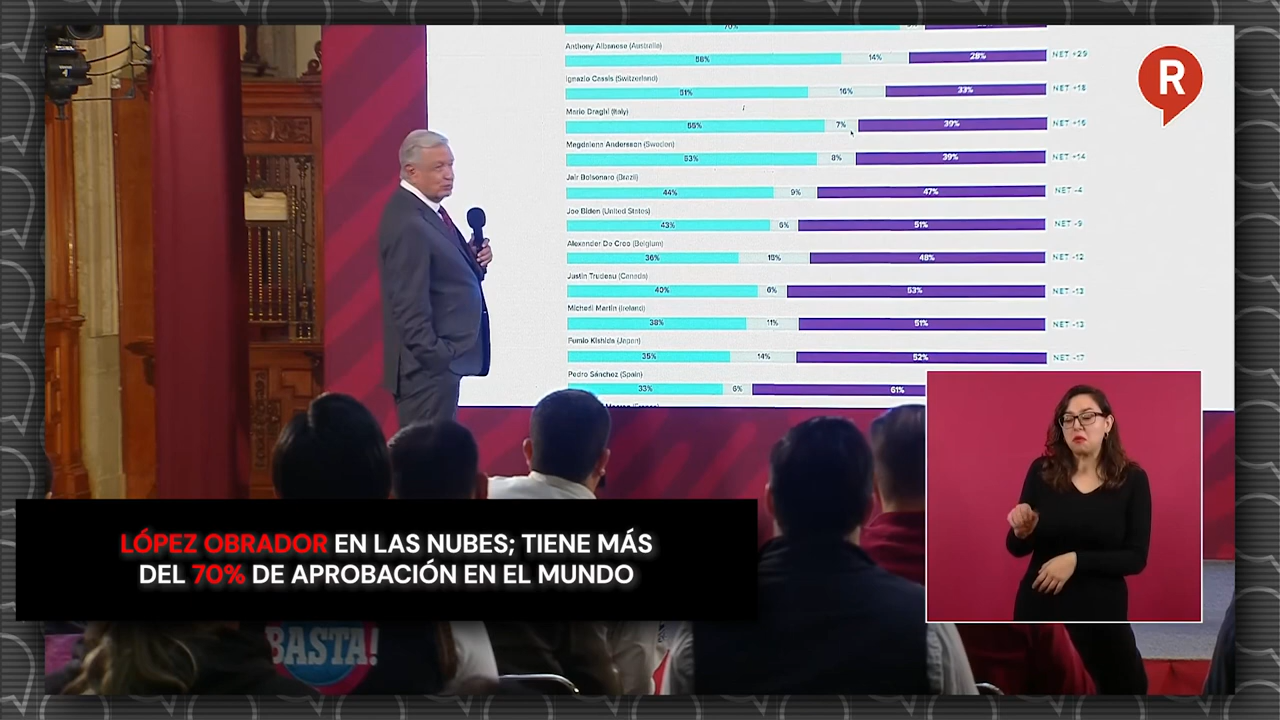 70%
Anthony Albanese (Australia)
58% 14% 28% NET +29
Ignazio Cassis (Switzerland)
51% 16% 33% NET +18
Mario Draghi (Italy)
55% 7% 39% NET +16
Magdalena Andersson (Sweden)
53% 8% 39% NET +14
Jair Bolsonaro (Brazil)
44% 9% 47% NET -4
Joe Biden (United States)
43% 6% 51% NET -9
Alexander De Croo (Belgium)
36% 16% 48% NET -12
Justin Trudeau (Canada)
40% 6% 53% NET -13
Micheál Martin (Ireland)
38% 11% 51% NET -13
Fumio Kishida (Japan)
35% 14% 52% NET -17
Pedro Sánchez (Spain)
33% 6% 61%
R
LÓPEZ OBRADOR EN LAS NUBES; TIENE MÁS
DEL 70% DE APROBACIÓN EN EL MUNDO
BASTA!